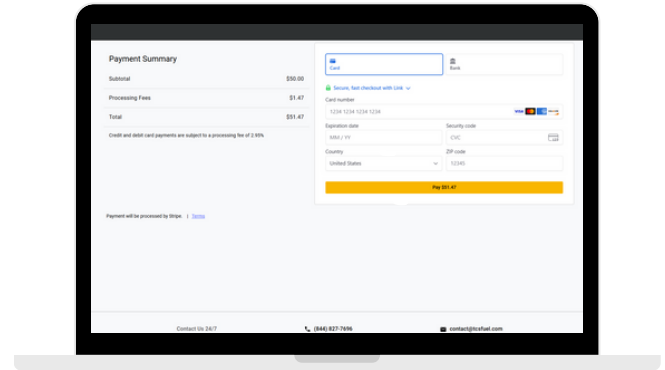 Payment Summary
Subtotal $50.00
Processing Fees $1.47
Total $51.47
Credit and debit card payments are subject to a processing fee of 2.95%
Payment will be processed by Stripe. | Terms
Card
Bank
Secure, fast checkout with Link
Card number
1234 1234 1234 1234
VISA
Expiration date
MM / YY
Security code
CVC
Country
United States
ZIP code
12345
Pay $51.47
Contact Us 24/7
(844) 827-7696
contact@tcsfuel.com